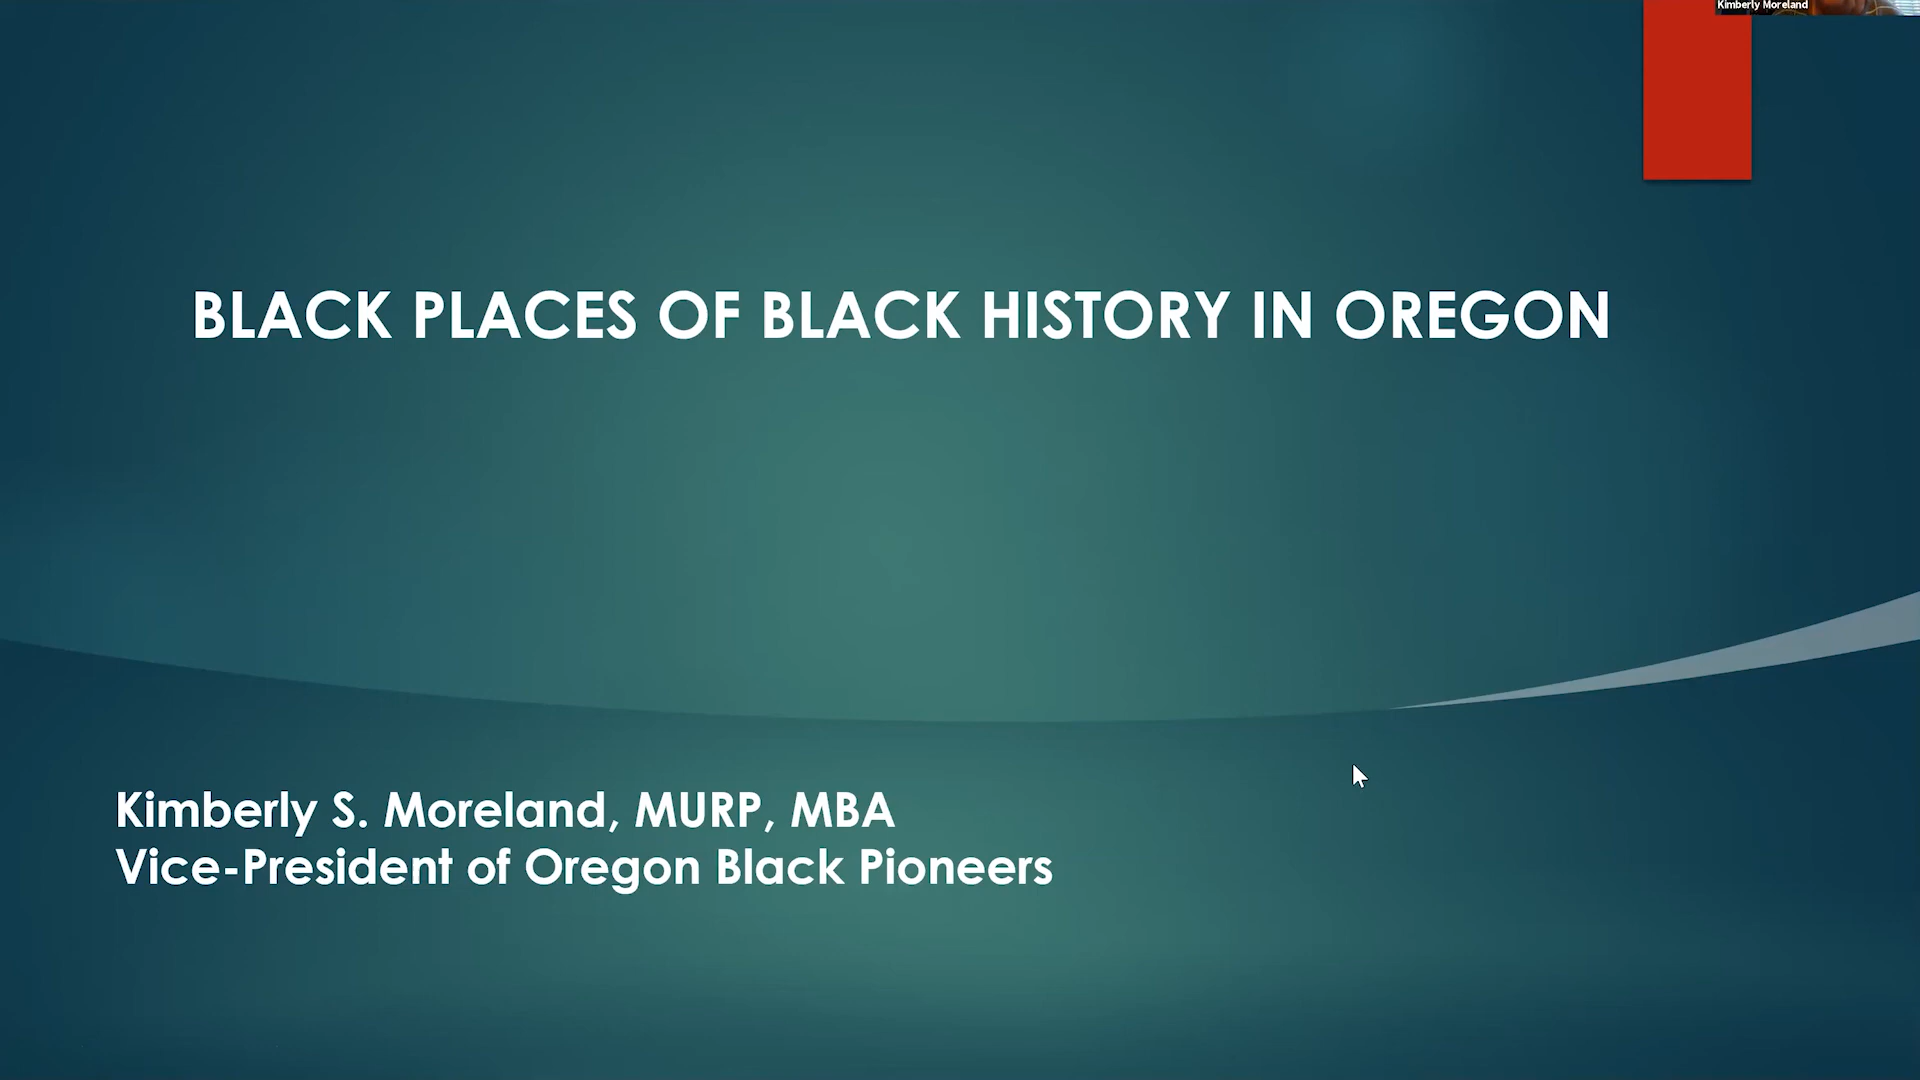 Kimberly Moreland
BLACK PLACES OF BLACK HISTORY IN OREGON
Kimberly S. Moreland, MURP, MBA
Vice-President of Oregon Black Pioneers